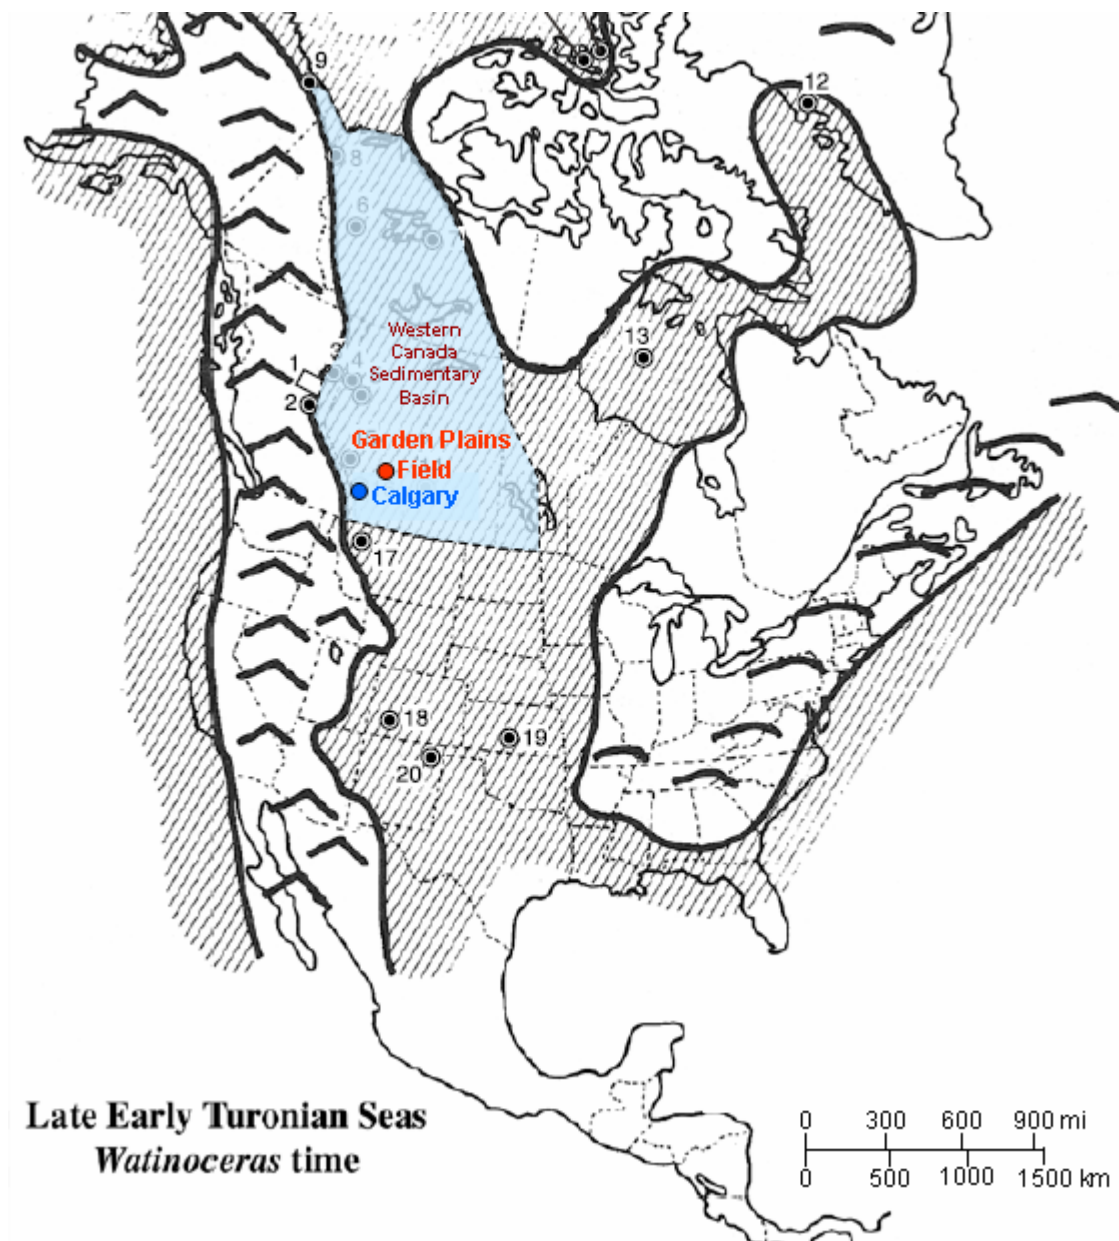 12
9
8
6
Western
Canada
Sedimentary
Basin
13
1
4
2
Garden Plains
Field
Calgary
17
18
19
20
Late Early Turonian Seas
Watinoceras time
0 300 600 900 mi
0 500 1000 1500 km